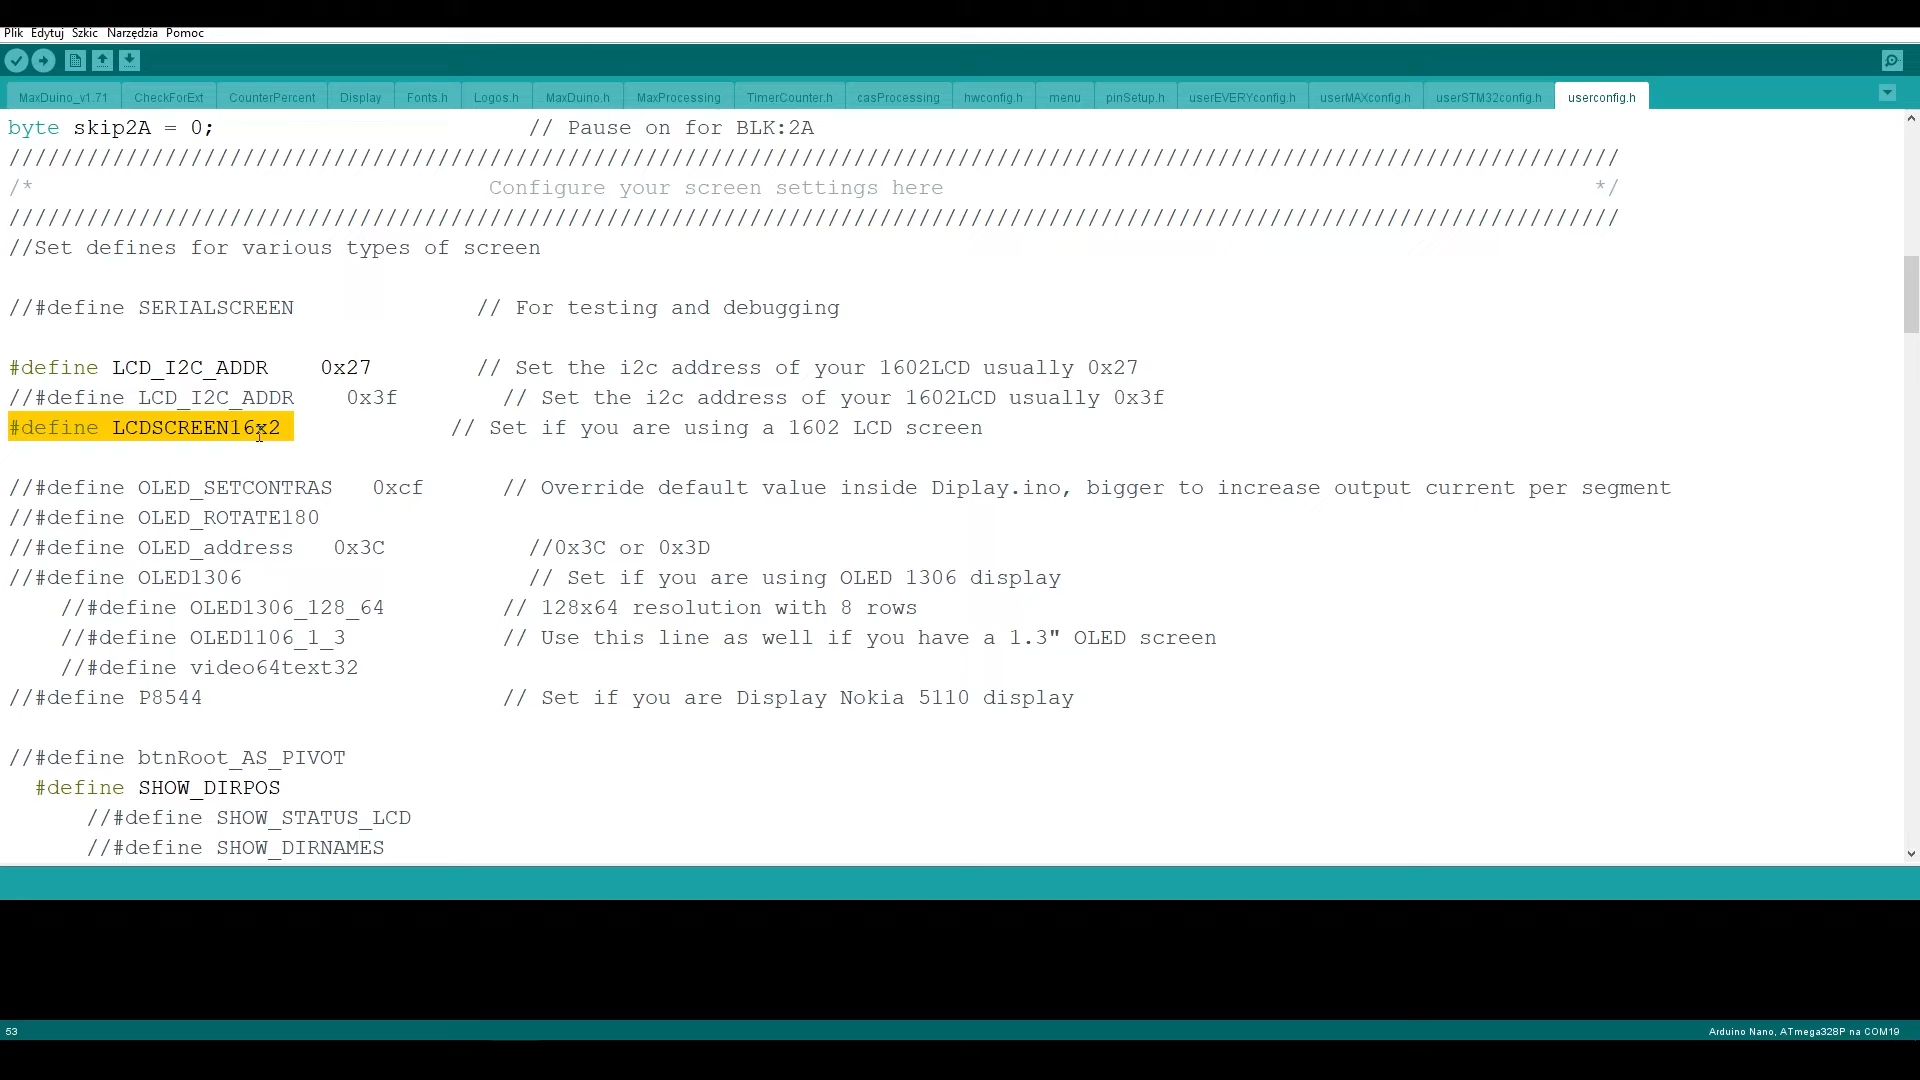 Plik Edytuj Szkic Narzędzia Pomoc
MaxDuino_v1.71 CheckForExt CounterPercent Display Fonts.h Logos.h MaxDuino.h MaxProcessing TimerCounter.h casProcessing hwconfig.h menu pinSetup.h userEVERYconfig.h userMAXconfig.h userSTM32config.h userconfig.h
byte skip2A = 0; // Pause on for BLK:2A
////////////////////////////////////////////////////////////////////////////////////////////////////////////////////////////
/* Configure your screen settings here */
////////////////////////////////////////////////////////////////////////////////////////////////////////////////////////////
//Set defines for various types of screen
//#define SERIALSCREEN // For testing and debugging
#define LCD_I2C_ADDR 0x27 // Set the i2c address of your 1602LCD usually 0x27
//#define LCD_I2C_ADDR 0x3f // Set the i2c address of your 1602LCD usually 0x3f
#define LCDSCREEN16x2 // Set if you are using a 1602 LCD screen
//#define OLED_SETCONTRAS 0xcf // Override default value inside Diplay.ino, bigger to increase output current per segment
//#define OLED_ROTATE180
//#define OLED_address 0x3C //0x3C or 0x3D
//#define OLED1306 // Set if you are using OLED 1306 display
//#define OLED1306_128_64 // 128x64 resolution with 8 rows
//#define OLED1106_1_3 // Use this line as well if you have a 1.3" OLED screen
//#define video64text32
//#define P8544 // Set if you are Display Nokia 5110 display
//#define btnRoot_AS_PIVOT
#define SHOW_DIRPOS
//#define SHOW_STATUS_LCD
//#define SHOW_DIRNAMES
53 Arduino Nano, ATmega328P na COM19